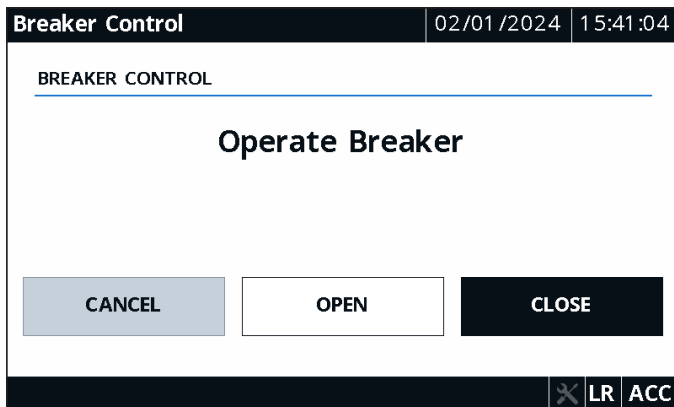 Breaker Control 02/01/2024 15:41:04
BREAKER CONTROL
Operate Breaker
CANCEL OPEN CLOSE
LR ACC